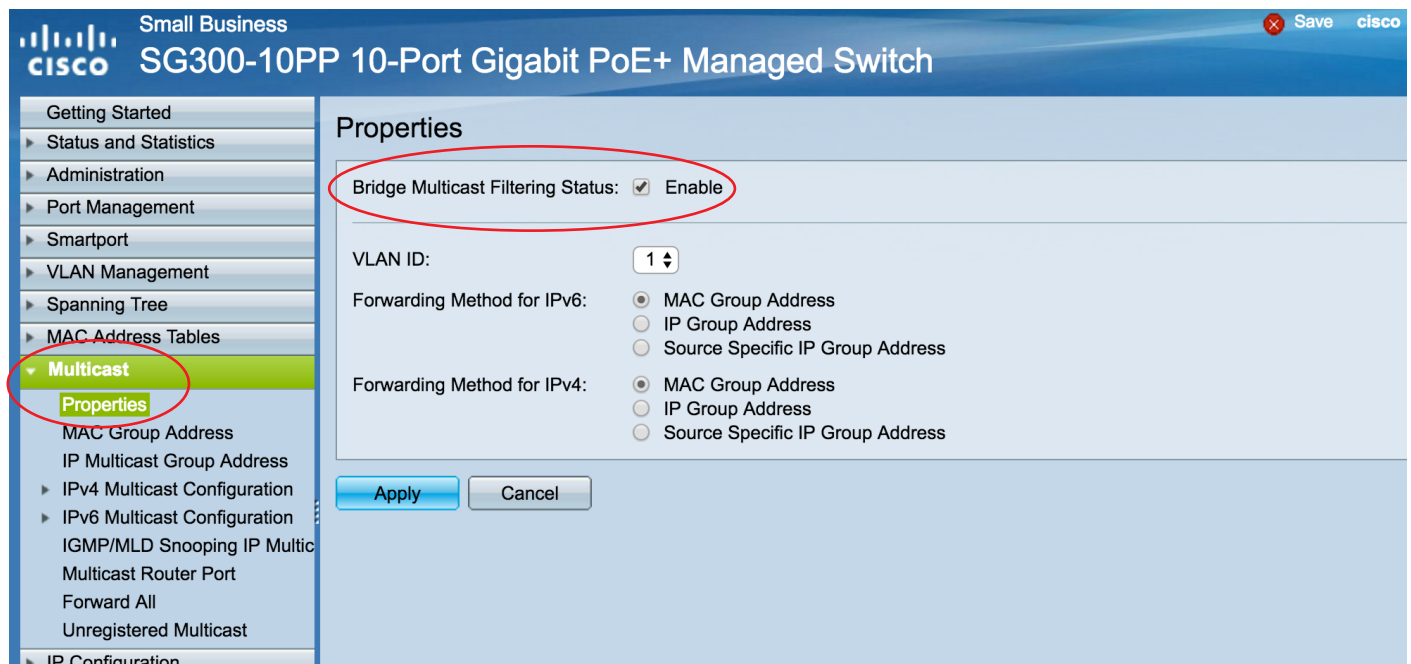 Small Business
Save cisco
CISCO SG300-10PP 10-Port Gigabit PoE+ Managed Switch
Getting Started
Status and Statistics
Administration
Port Management
Smartport
VLAN Management
Spanning Tree
MAC Address Tables
Multicast
Properties
MAC Group Address
IP Multicast Group Address
IPv4 Multicast Configuration
IPv6 Multicast Configuration
IGMP/MLD Snooping IP Multic
Multicast Router Port
Forward All
Unregistered Multicast
IP Configuration
Properties
Bridge Multicast Filtering Status: Enable
VLAN ID: 1
Forwarding Method for IPv6: MAC Group Address
IP Group Address
Source Specific IP Group Address
Forwarding Method for IPv4: MAC Group Address
IP Group Address
Source Specific IP Group Address
Apply Cancel